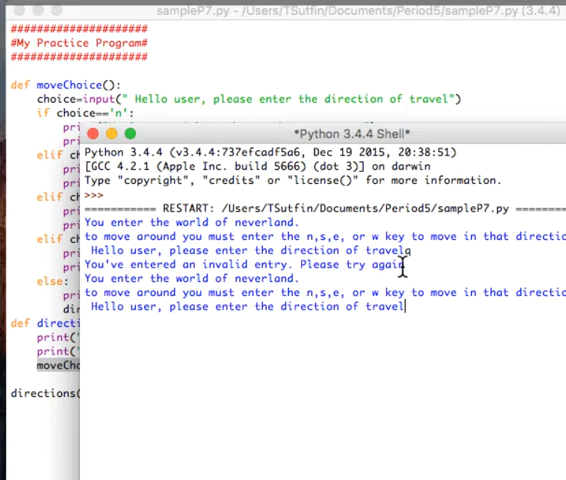 sampleP7.py - /Users/TSutfin/Documents/Period5/sampleP7.py (3.4.4)
#####################
#My Practice Program#
#####################
def moveChoice():
choice=input(" Hello user, please enter the direction of travel")
if choice=='n':
pri
*Python 3.4.4 Shell*
pri
Python 3.4.4 (v3.4.4:737efcadf5a6, Dec 19 2015, 20:38:51)
elif ch
[GCC 4.2.1 (Apple Inc. build 5666) (dot 3)] on darwin
pri
Type "copyright", "credits" or "license()" for more information.
pri
>>>
elif ch
=========== RESTART: /Users/TSutfin/Documents/Period5/sampleP7.py ========
pri
You enter the world of neverland.
pri
to move around you must enter the n,s,e, or w key to move in that directio
elif ch
Hello user, please enter the direction of travelq
pri
You've entered an invalid entry. Please try again
pri
You enter the world of neverland.
else:
to move around you must enter the n,s,e, or w key to move in that directio
pri
Hello user, please enter the direction of travel
dir
def directi
print("
print("
moveCho
directions(